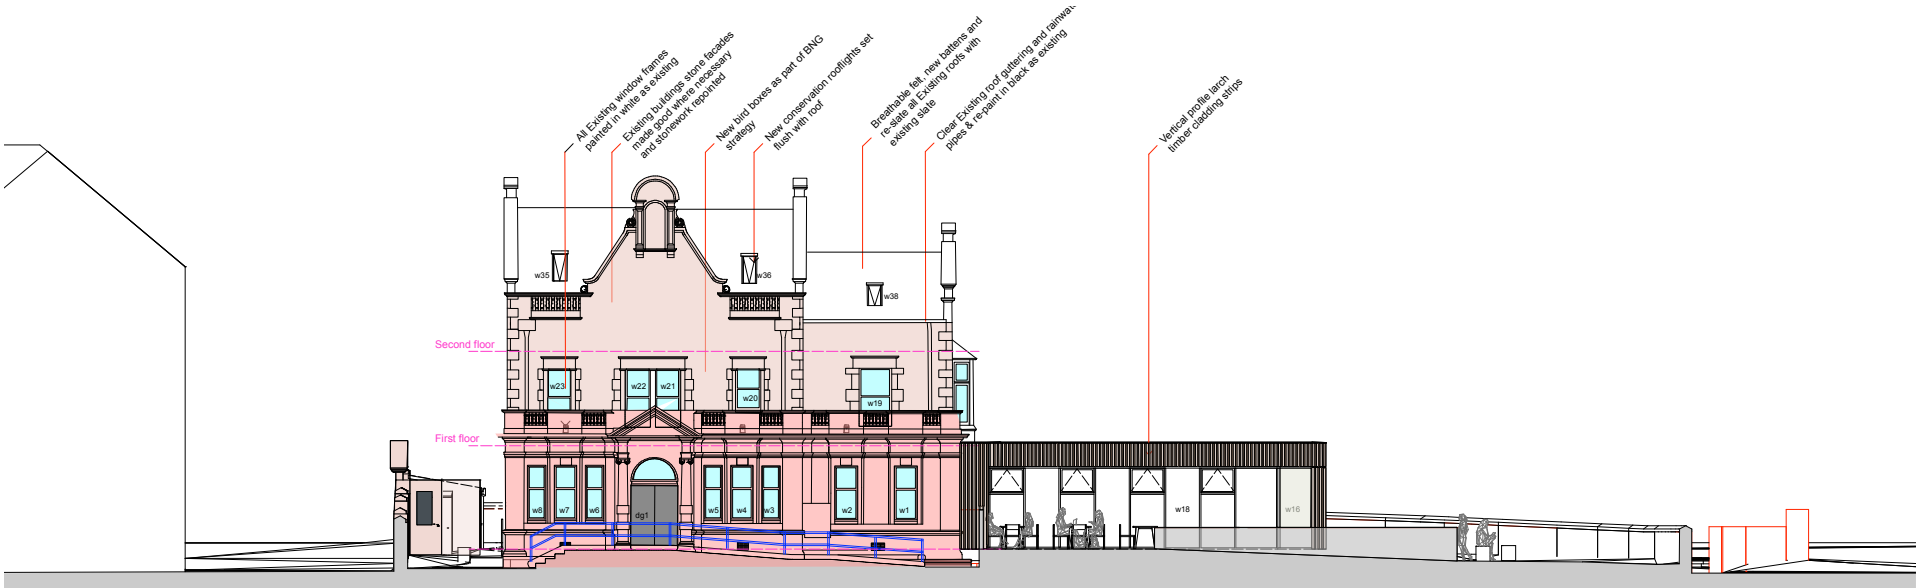 All Existing window frames
painted in white as existing
Existing buildings stone facades
made good where necessary
and stonework repointed
New bird boxes as part of BNG
strategy
New conservation rooflights set
flush with roof
Breathable felt, new battens and
re-slate all Existing roofs with
existing slate
Clear Existing roof guttering and rainwat
pipes & re-paint in black as existing
Vertical profile larch
timber cladding strips
w35
w36
w38
Second floor
w23
w22
w21
w20
w19
First floor
w8
w7
w6
dg1
w5
w4
w3
w2
w1
w18
w16